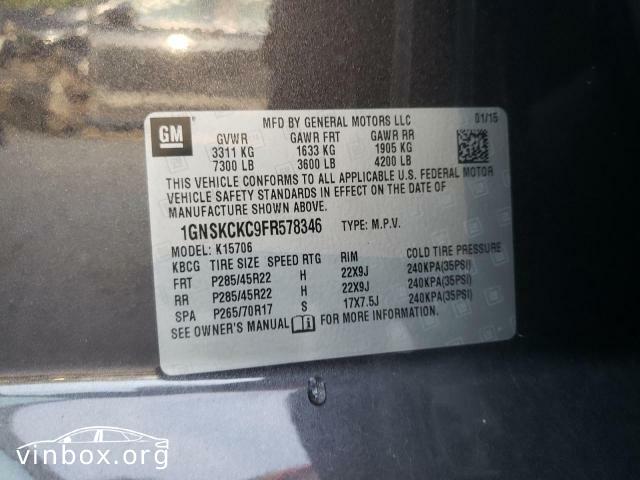 GM
MFD BY GENERAL MOTORS LLC 01/15
GVWR GAWR FRT GAWR RR
3311 KG 1633 KG 1905 KG
7300 LB 3600 LB 4200 LB
THIS VEHICLE CONFORMS TO ALL APPLICABLE U.S. FEDERAL MOTOR
VEHICLE SAFETY STANDARDS IN EFFECT ON THE DATE OF
MANUFACTURE SHOWN ABOVE.
1GNSKCKC9FR578346 TYPE: M.P.V.
MODEL: K15706
KBCG TIRE SIZE SPEED RTG RIM COLD TIRE PRESSURE
FRT P285/45R22 H 22X9J 240KPA(35PSI)
RR P285/45R22 H 22X9J 240KPA(35PSI)
SPA P265/70R17 S 17X7.5J 240KPA(35PSI)
SEE OWNER'S MANUAL FOR MORE INFORMATION
vinbox.org